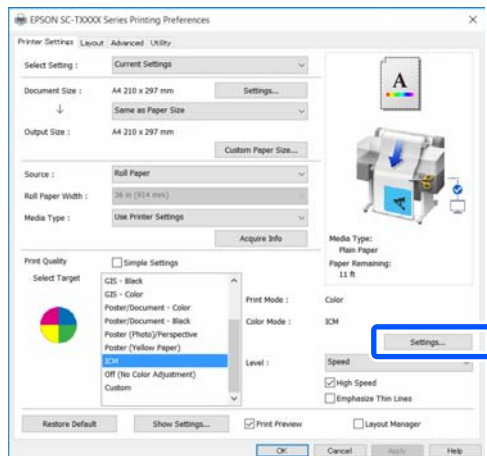 EPSON SC-TXXXX Series Printing Preferences
Printer Settings Layout Advanced Utility
Select Setting : Current Settings
Document Size : A4 210 x 297 mm Settings...
Same as Paper Size
Output Size : A4 210 x 297 mm
Custom Paper Size...
Source : Roll Paper
Roll Paper Width : 36 in (914 mm)
Media Type : Use Printer Settings
Acquire Info
A
Media Type:
Plain Paper
Paper Remaining:
11 ft
Print Quality Simple Settings
Select Target
GIS - Black
GIS - Color
Poster/Document - Color
Poster/Document - Black
Poster (Photo)/Perspective
Poster (Yellow Paper)
ICM
Off (No Color Adjustment)
Custom
Print Mode : Color
Color Mode : ICM
Settings...
Level : Speed
High Speed
Emphasize Thin Lines
Restore Default Show Settings... Print Preview Layout Manager
OK Cancel Apply Help